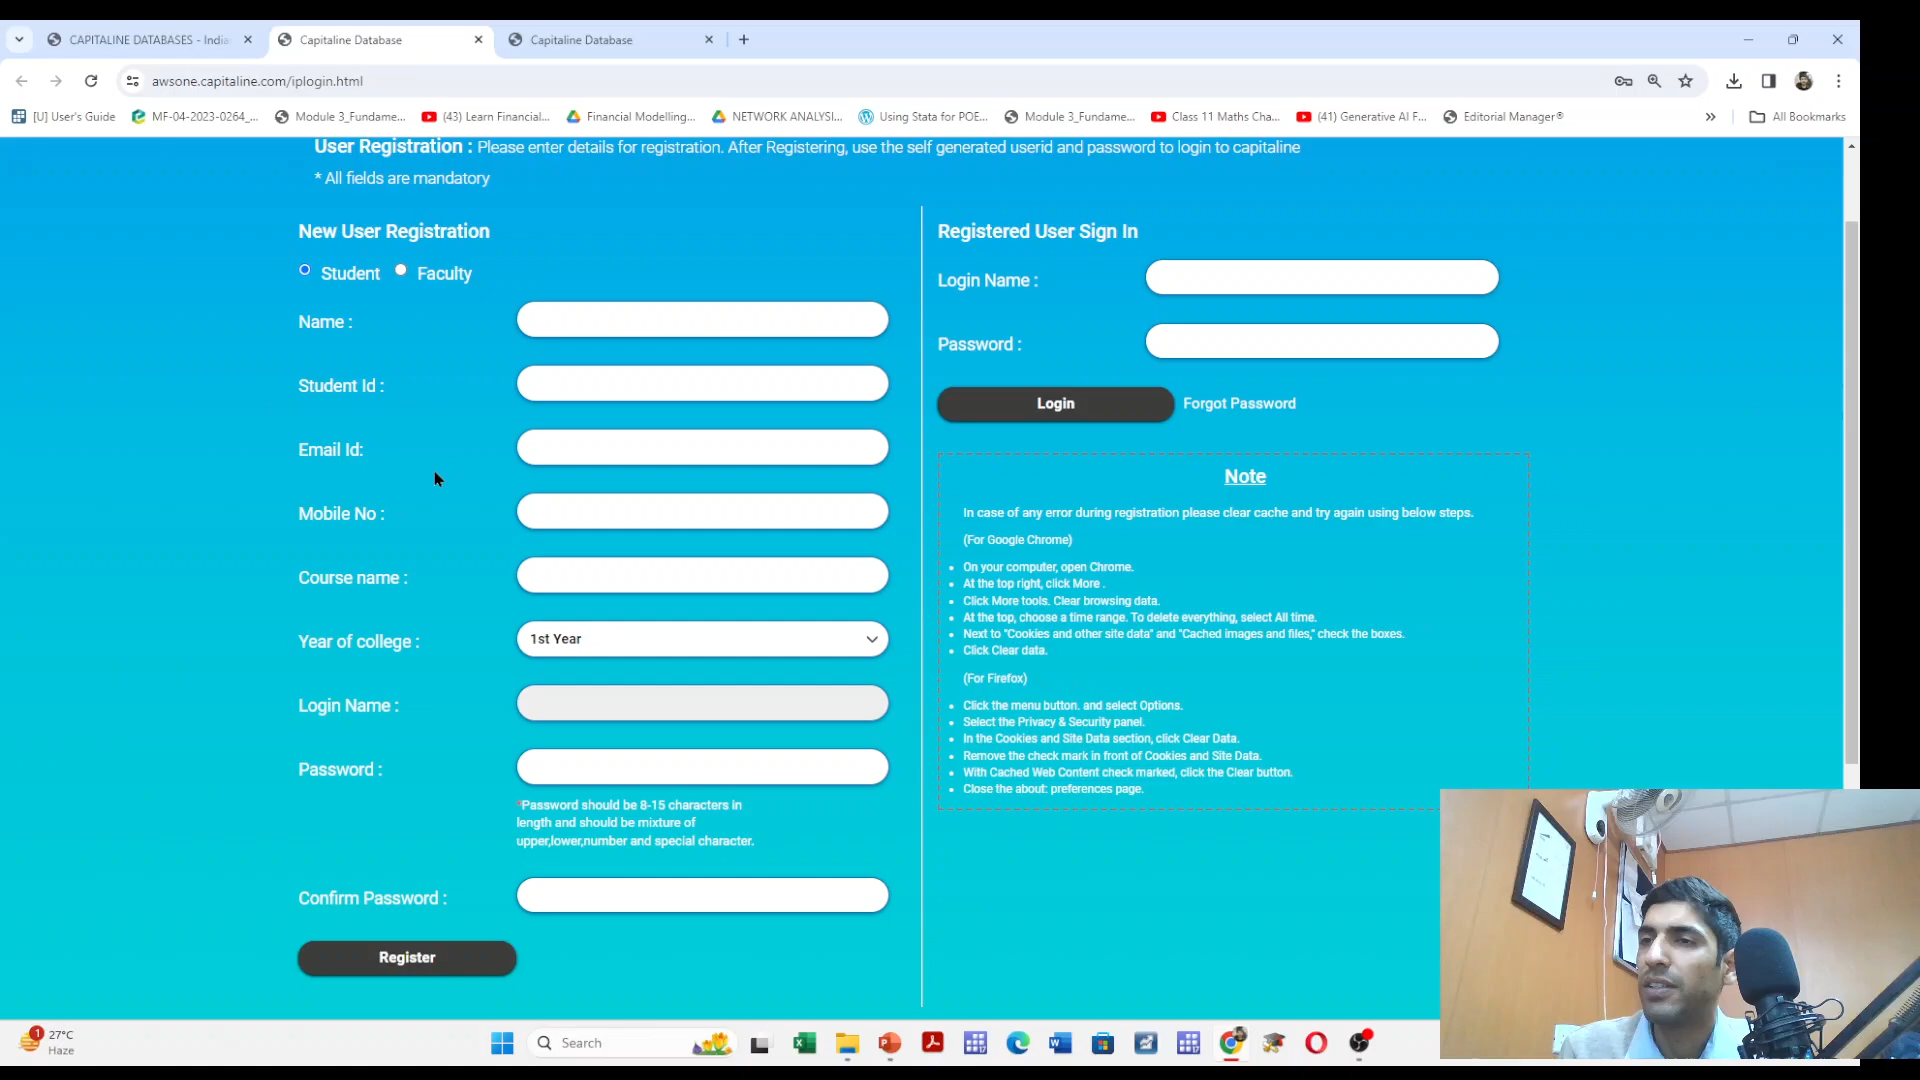 CAPITALINE DATABASES - India
Capitaline Database
Capitaline Database
awsone.capitaline.com/iplogin.html
[U] User's Guide
MF-04-2023-0264_...
Module 3_Fundame...
(43) Learn Financial...
Financial Modelling...
NETWORK ANALYSI...
Using Stata for POE...
Module 3_Fundame...
Class 11 Maths Cha...
(41) Generative AI F...
Editorial Manager®
All Bookmarks
User Registration : Please enter details for registration. After Registering, use the self generated userid and password to login to capitaline
* All fields are mandatory
New User Registration
Student Faculty
Name :
Student Id :
Email Id:
Mobile No :
Course name :
Year of college : 1st Year
Login Name :
Password :
*Password should be 8-15 characters in
length and should be mixture of
upper,lower,number and special character.
Confirm Password :
Register
Registered User Sign In
Login Name :
Password :
Login Forgot Password
Note
In case of any error during registration please clear cache and try again using below steps.
(For Google Chrome)
On your computer, open Chrome.
At the top right, click More .
Click More tools. Clear browsing data.
At the top, choose a time range. To delete everything, select All time.
Next to "Cookies and other site data" and "Cached images and files," check the boxes.
Click Clear data.
(For Firefox)
Click the menu button. and select Options.
Select the Privacy & Security panel.
In the Cookies and Site Data section, click Clear Data.
Remove the check mark in front of Cookies and Site Data.
With Cached Web Content check marked, click the Clear button.
Close the about: preferences page.
1
27°C
Haze
Search